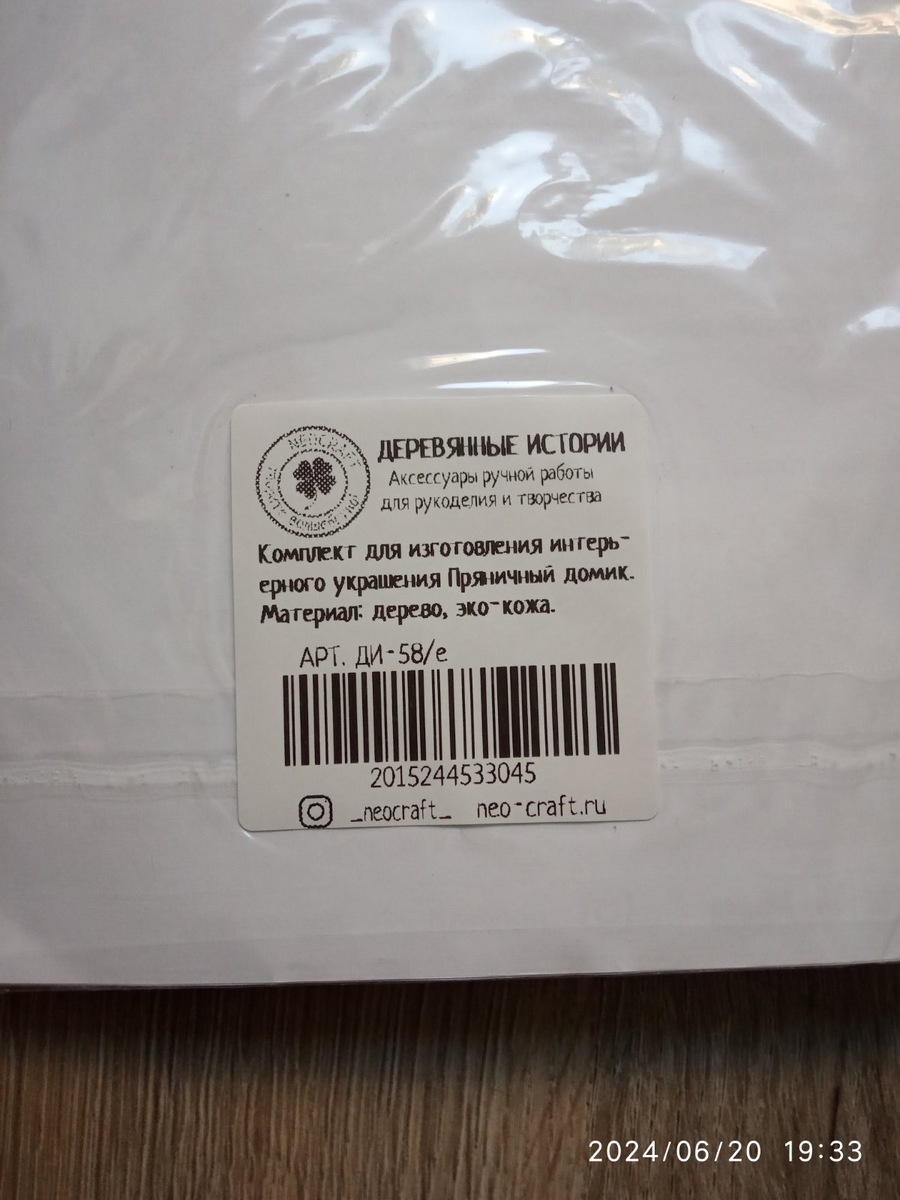 NEOCRAFT
ДЕРЕВЯННЫЕ ИСТОРИИ
Аксессуары ручной работы
для рукоделия и творчества
Комплект для изготовления интерь-
ерного украшения Пряничный домик.
Материал: дерево, эко-кожа.
АРТ. ДИ-58/е
2015244533045
_neocraft_ neo-craft.ru
2024/06/20 19:33